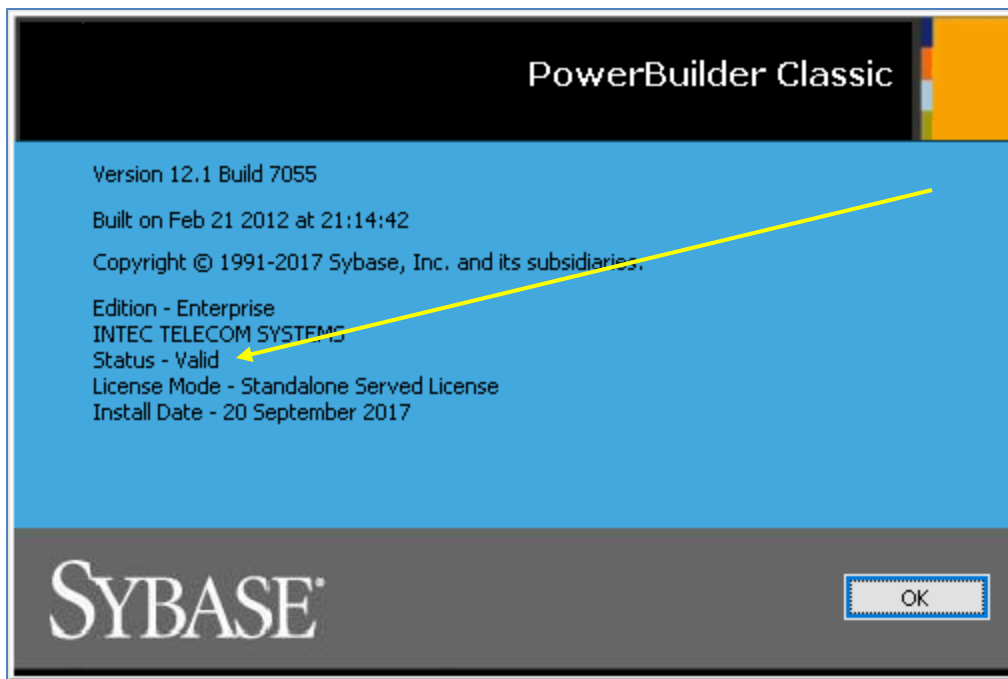 PowerBuilder Classic
Version 12.1 Build 7055
Built on Feb 21 2012 at 21:14:42
Copyright © 1991-2017 Sybase, Inc. and its subsidiaries.
Edition - Enterprise
INTEC TELECOM SYSTEMS
Status - Valid
License Mode - Standalone Served License
Install Date - 20 September 2017
SYBASE
OK